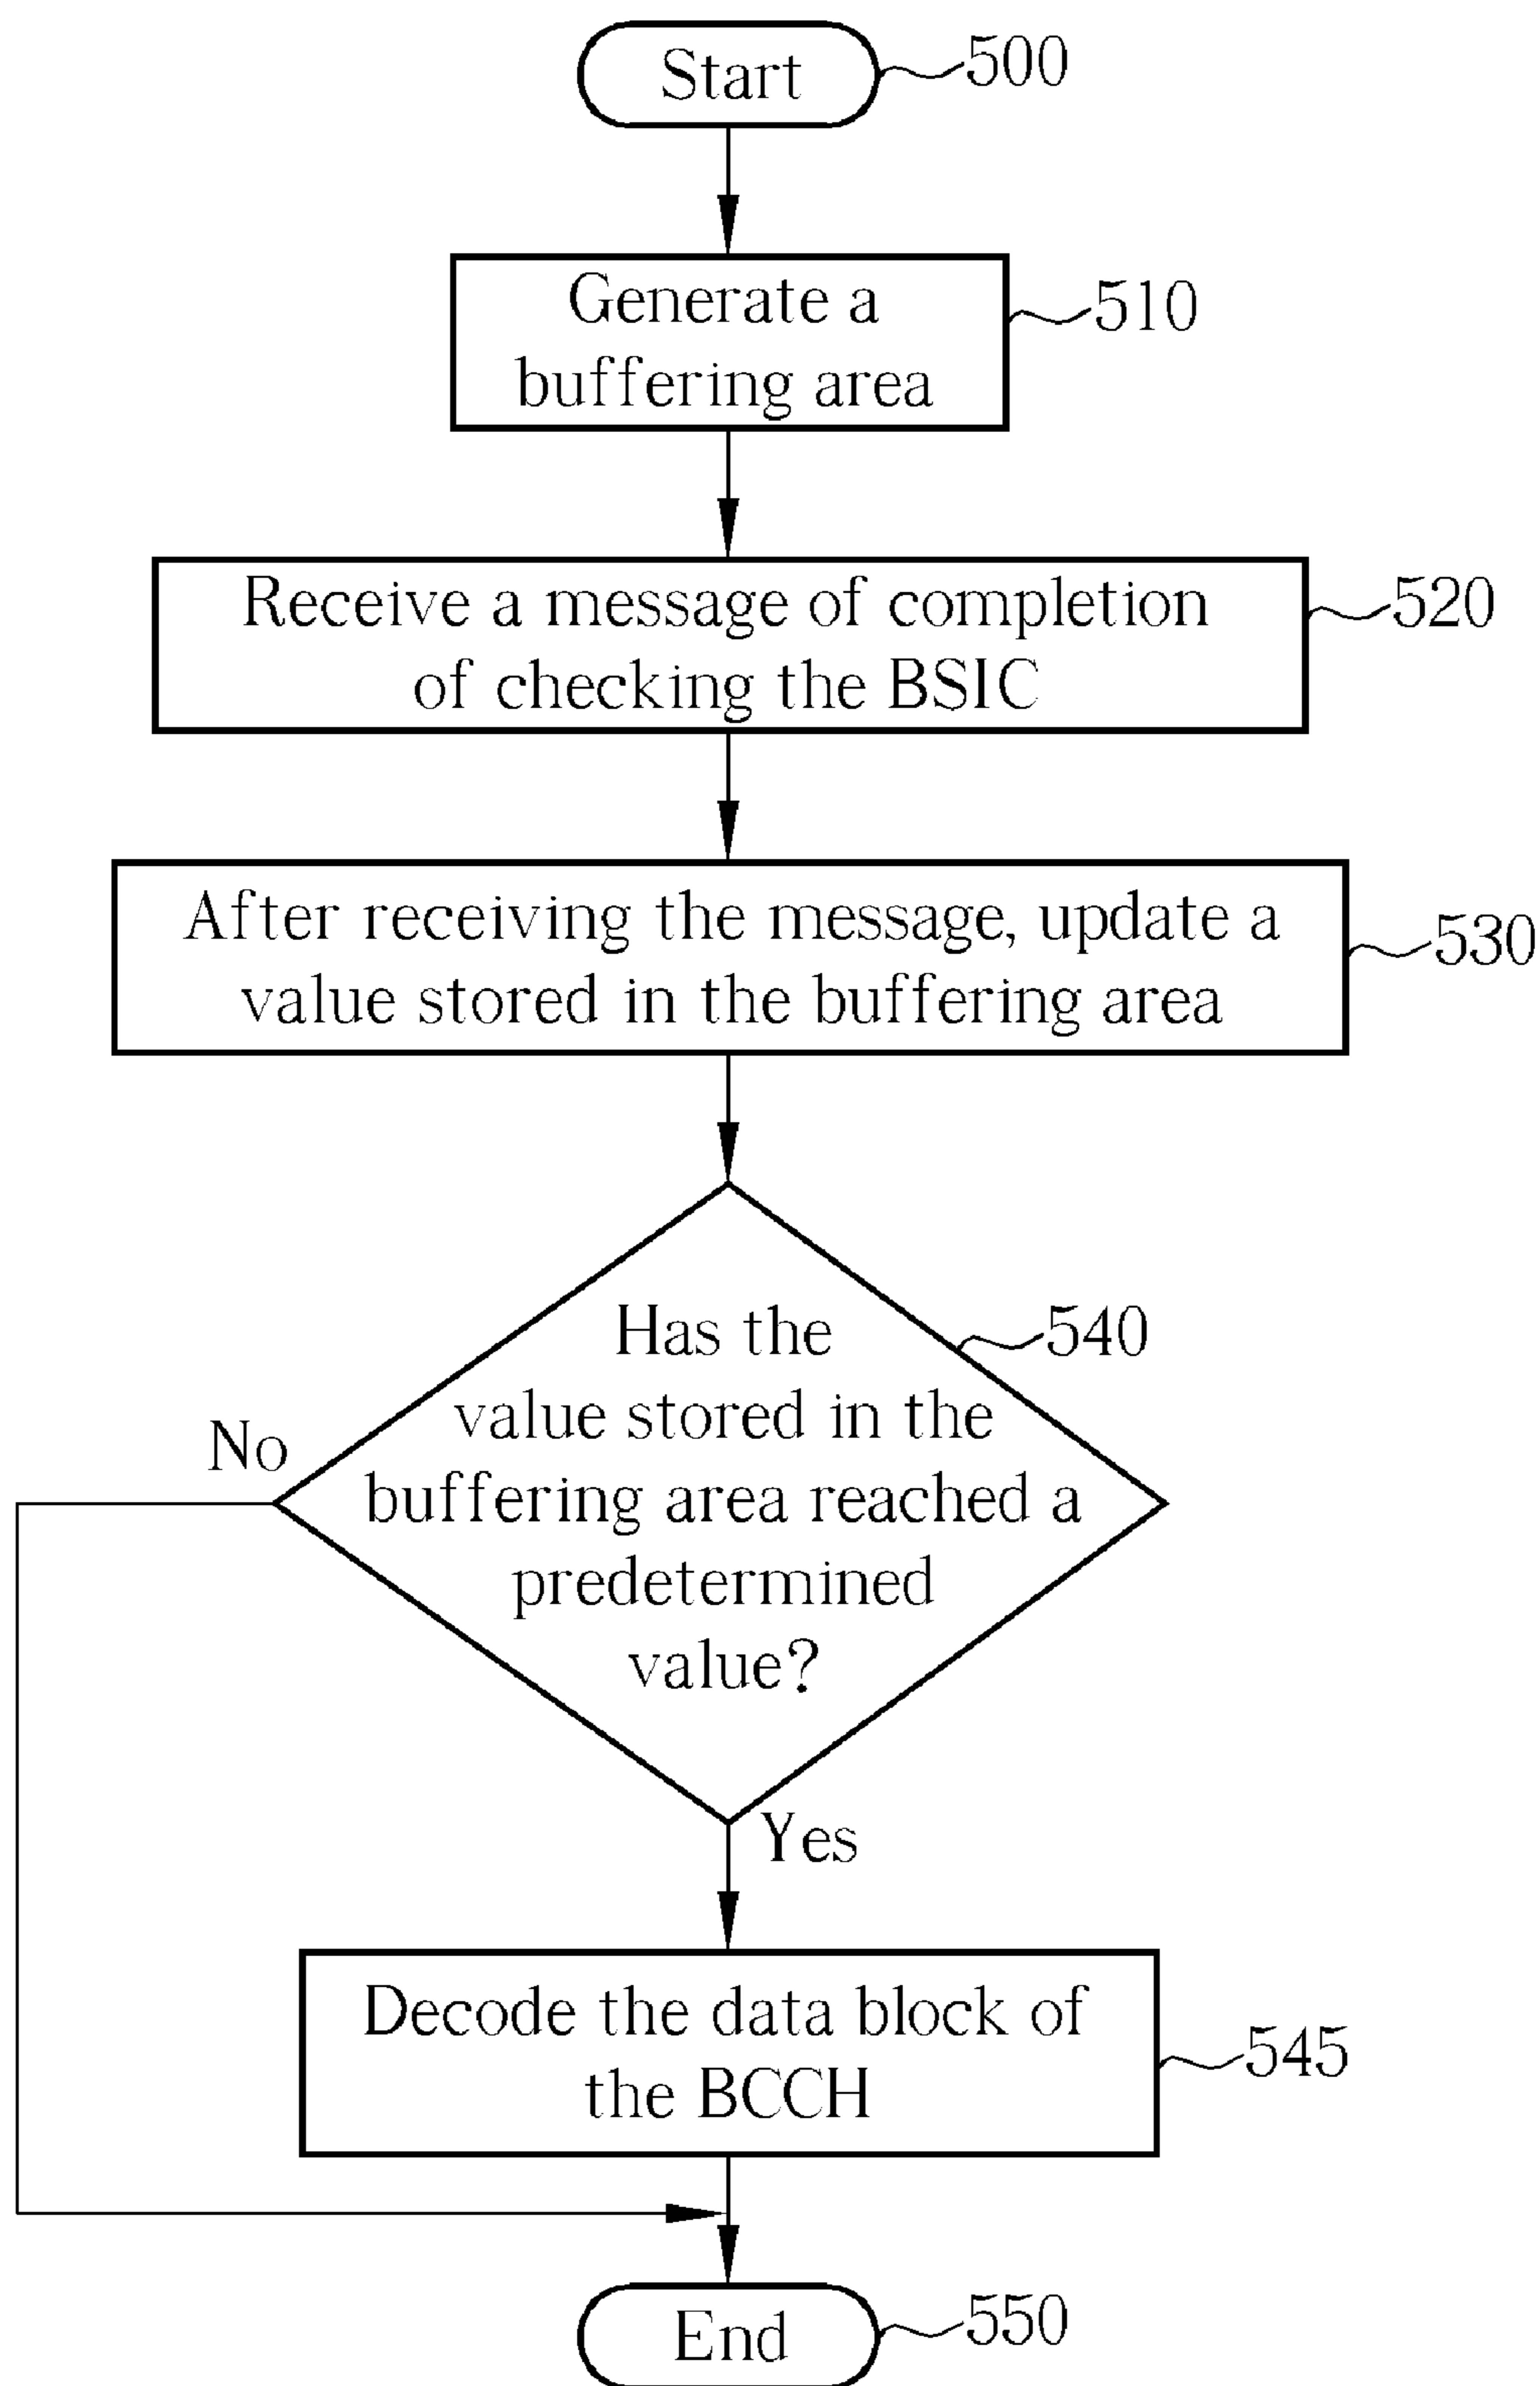 Start
500
Generate a
buffering area
510
Receive a message of completion
of checking the BSIC
520
After receiving the message, update a
value stored in the buffering area
530
Has the
value stored in the
buffering area reached a
predetermined
value?
540
No
Yes
Decode the data block of
the BCCH
545
End
550